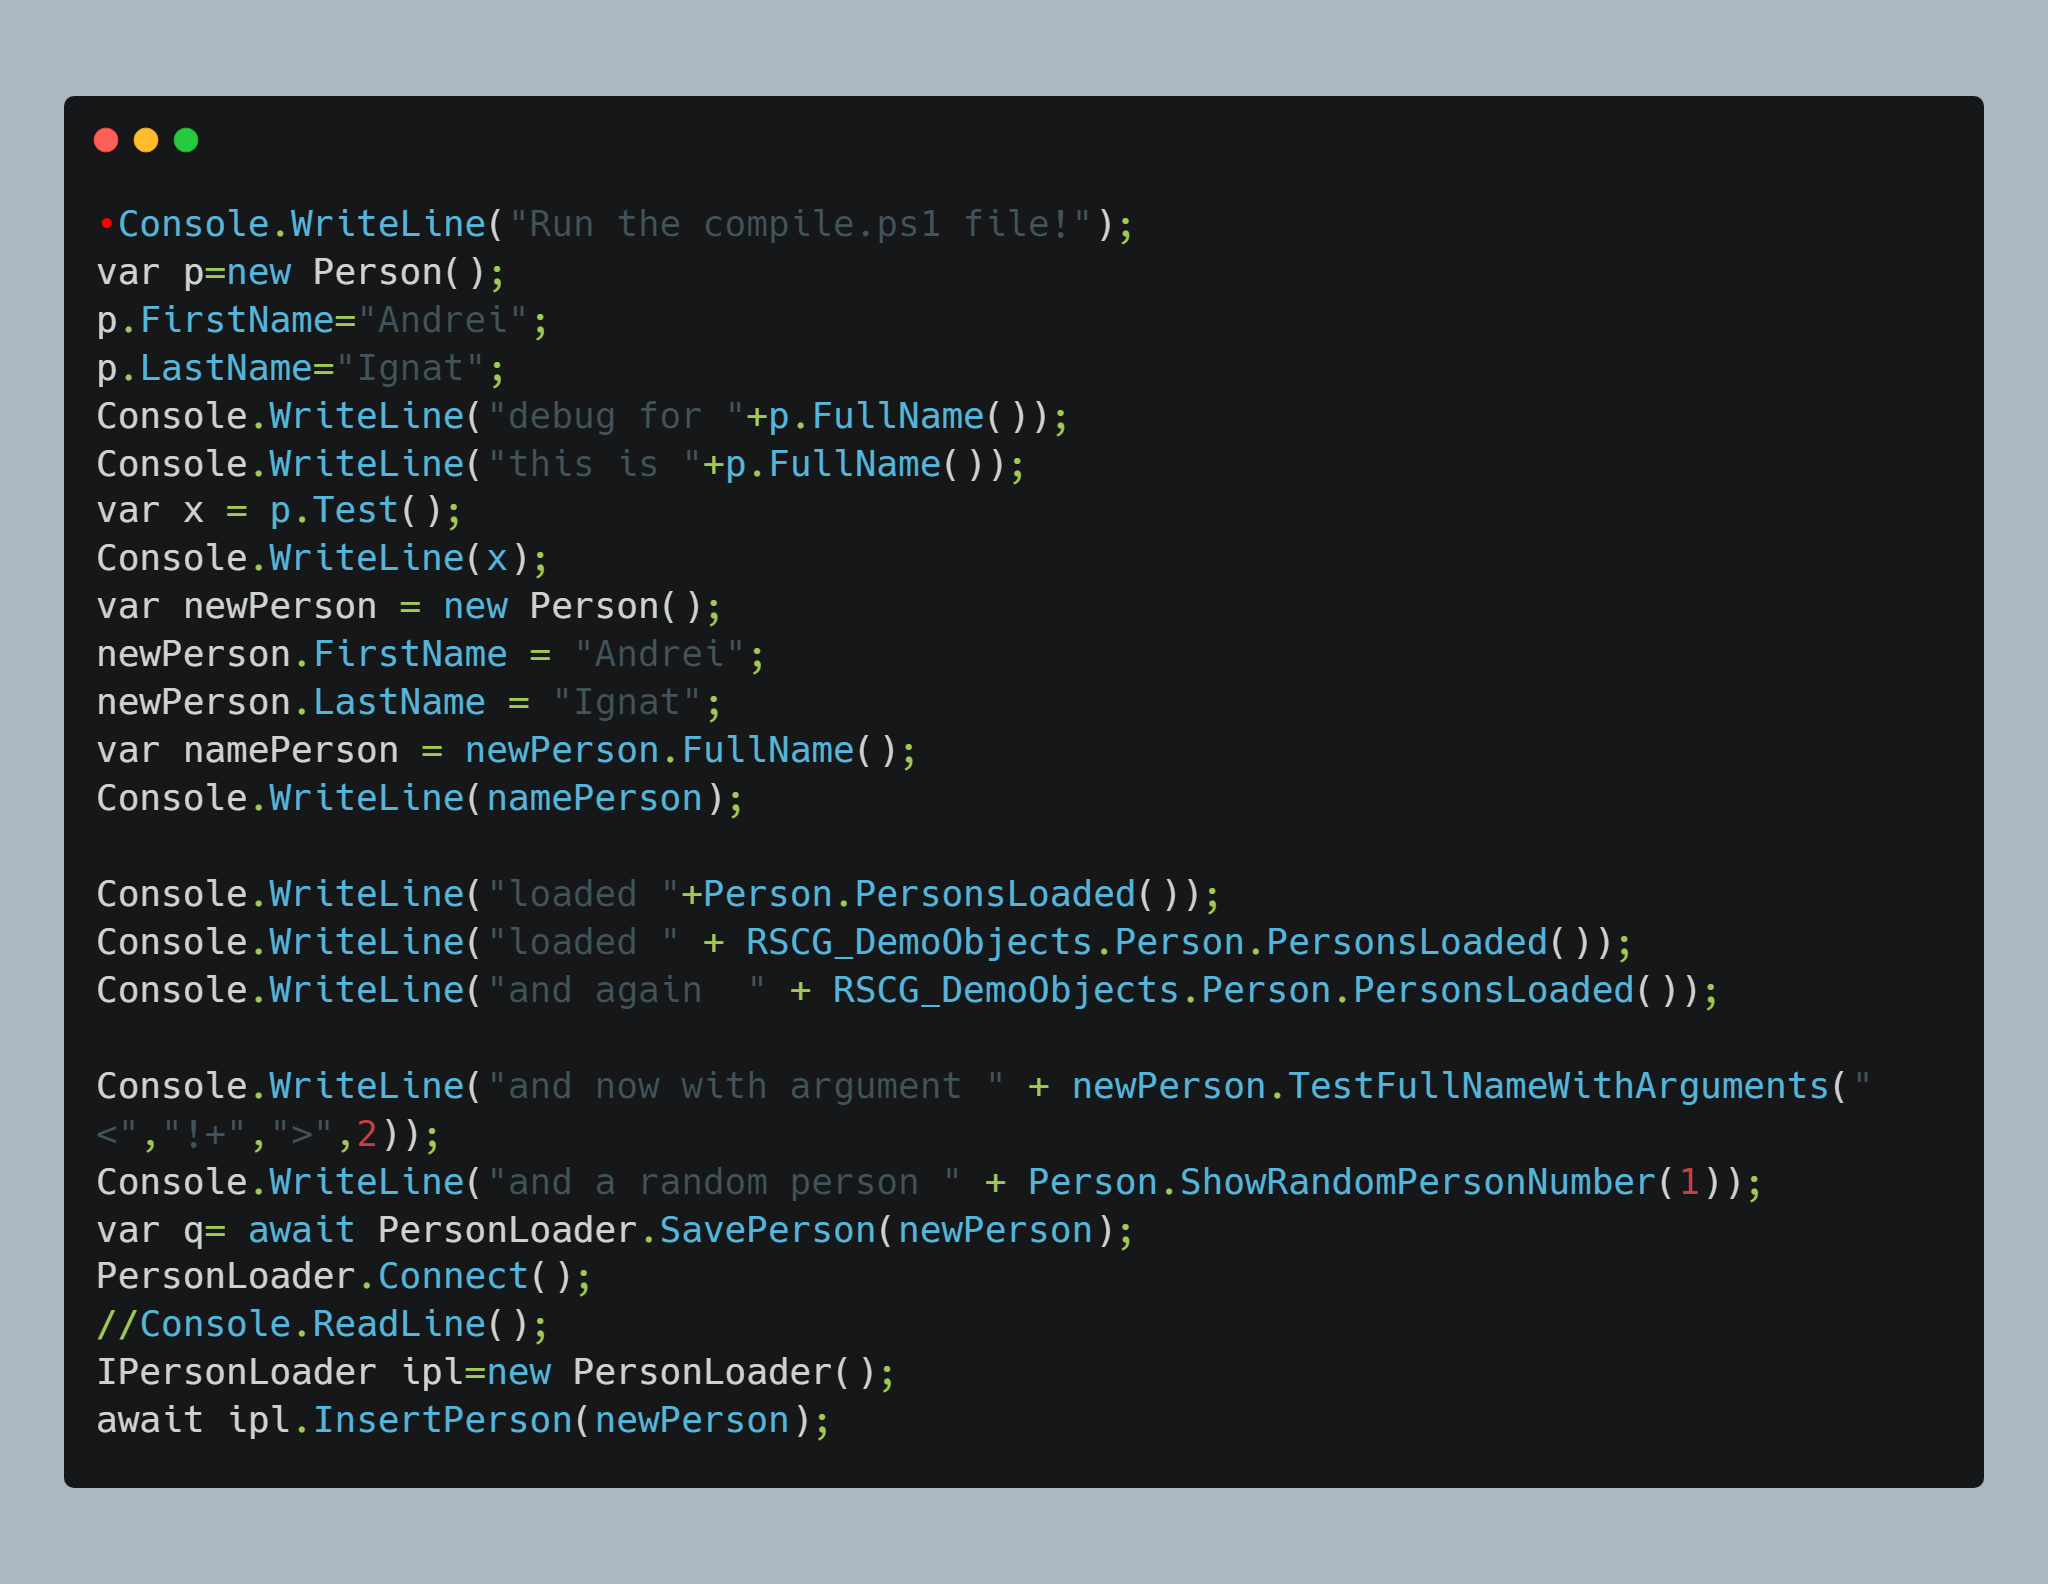 •Console.WriteLine("Run the compile.ps1 file!");
var p=new Person();
p.FirstName="Andrei";
p.LastName="Ignat";
Console.WriteLine("debug for "+p.FullName());
Console.WriteLine("this is "+p.FullName());
var x = p.Test();
Console.WriteLine(x);
var newPerson = new Person();
newPerson.FirstName = "Andrei";
newPerson.LastName = "Ignat";
var namePerson = newPerson.FullName();
Console.WriteLine(namePerson);
Console.WriteLine("loaded "+Person.PersonsLoaded());
Console.WriteLine("loaded " + RSCG_DemoObjects.Person.PersonsLoaded());
Console.WriteLine("and again  " + RSCG_DemoObjects.Person.PersonsLoaded());
Console.WriteLine("and now with argument " + newPerson.TestFullNameWithArguments("
<","!+",">",2));
Console.WriteLine("and a random person " + Person.ShowRandomPersonNumber(1));
var q= await PersonLoader.SavePerson(newPerson);
PersonLoader.Connect();
//Console.ReadLine();
IPersonLoader ipl=new PersonLoader();
await ipl.InsertPerson(newPerson);